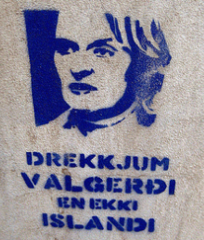 DREKKJUM
VALGERÐI
EN EKKI
ÍSLANDI